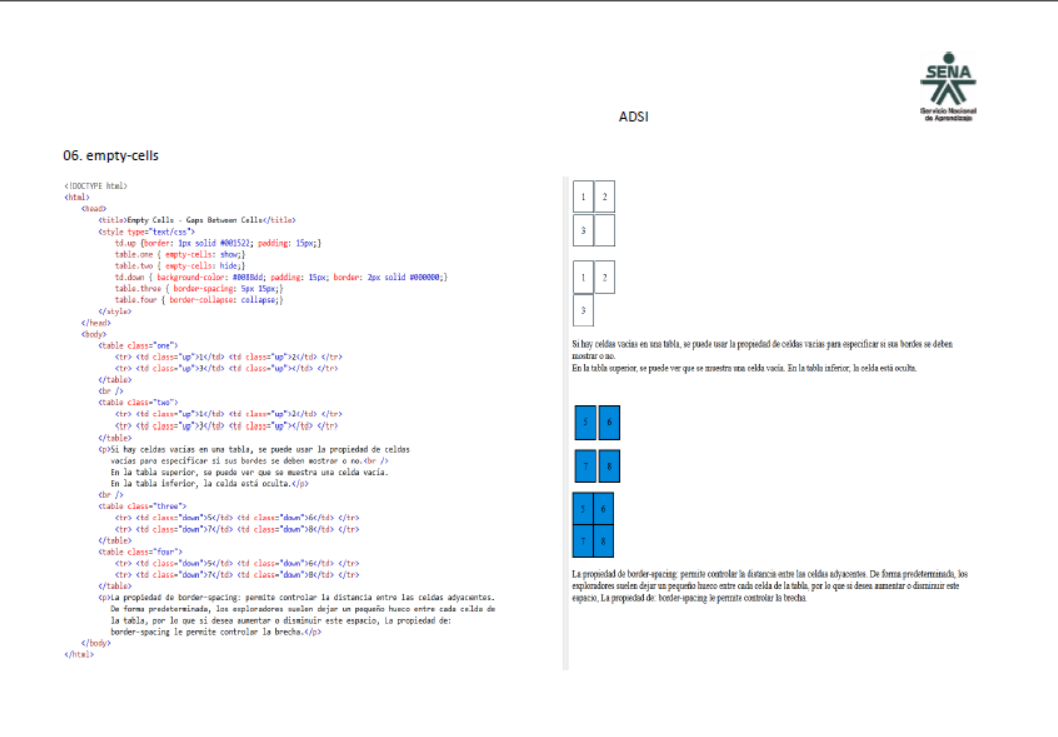 SENA
Servicio Nacional
de Aprendizaje
ADSI
06. empty-cells
<!DOCTYPE html>
<html>
<head>
<title>Empty Cells - Gaps Between Cells</title>
<style type="text/css">
td.up {border: 1px solid #001522; padding: 15px;}
table.one { empty-cells: show;}
table.two { empty-cells: hide;}
td.down { background-color: #0088dd; padding: 15px; border: 2px solid #000000;}
table.three { border-spacing: 5px 15px;}
table.four { border-collapse: collapse;}
</style>
</head>
<body>
<table class="one">
<tr> <td class="up">1</td> <td class="up">2</td> </tr>
<tr> <td class="up">3</td> <td class="up"></td> </tr>
</table>
<br />
<table class="two">
<tr> <td class="up">1</td> <td class="up">2</td> </tr>
<tr> <td class="up">3</td> <td class="up"></td> </tr>
</table>
<p>Si hay celdas vacias en una tabla, se puede usar la propiedad de celdas
vacias para especificar si sus bordes se deben mostrar o no.<br />
En la tabla superior, se puede ver que se muestra una celda vacía.
En la tabla inferior, la celda está oculta.</p>
<br />
<table class="three">
<tr> <td class="down">5</td> <td class="down">6</td> </tr>
<tr> <td class="down">7</td> <td class="down">8</td> </tr>
</table>
<table class="four">
<tr> <td class="down">5</td> <td class="down">6</td> </tr>
<tr> <td class="down">7</td> <td class="down">8</td> </tr>
</table>
<p>La propiedad de border-spacing: permite controlar la distancia entre las celdas adyacentes.
De forma predeterminada, los exploradores suelen dejar un pequeño hueco entre cada celda de
la tabla, por lo que si desea aumentar o disminuir este espacio, La propiedad de:
border-spacing le permite controlar la brecha.</p>
</body>
</html>
1 2
3
1 2
3
Si hay celdas vacias en una tabla, se puede usar la propiedad de celdas vacias para especificar si sus bordes se deben
mostrar o no.
En la tabla superior, se puede ver que se muestra una celda vacía. En la tabla inferior, la celda está oculta.
5 6
7 8
5 6
7 8
La propiedad de border-spacing: permite controlar la distancia entre las celdas adyacentes. De forma predeterminada, los
exploradores suelen dejar un pequeño hueco entre cada celda de la tabla, por lo que si desea aumentar o disminuir este
espacio, La propiedad de: border-spacing le permite controlar la brecha.